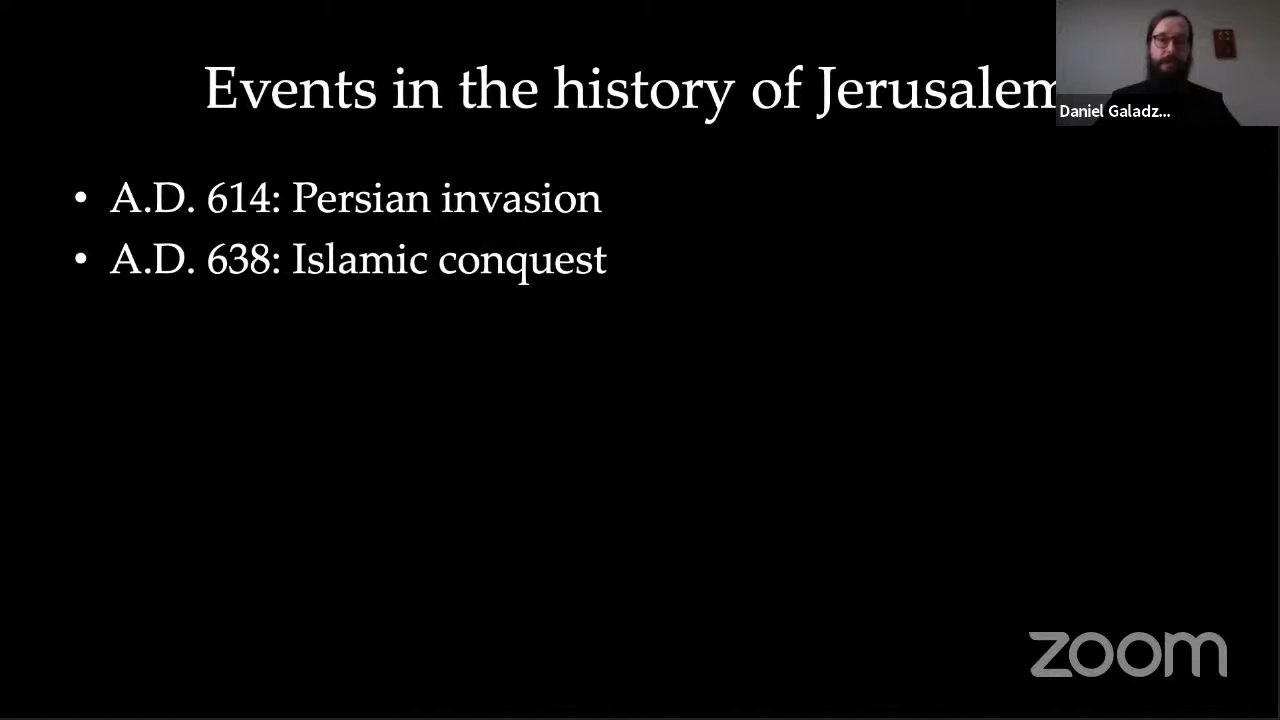 Events in the history of Jerusalem
Daniel Galadz...
• A.D. 614: Persian invasion
• A.D. 638: Islamic conquest
zoom